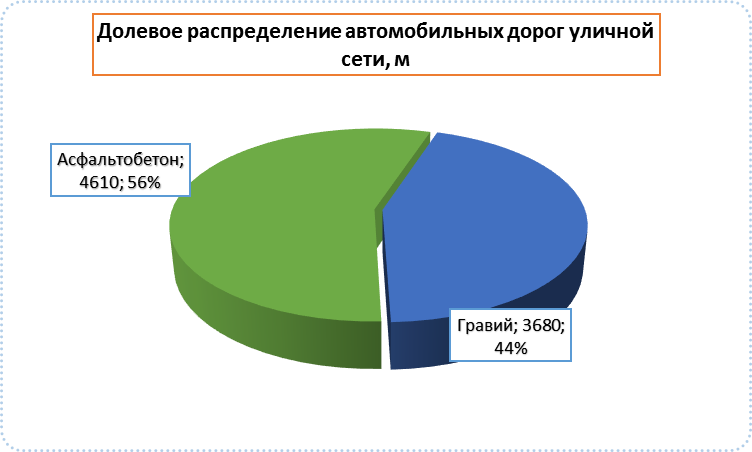 Долевое распределение автомобильных дорог уличной
сети, м
Асфальтобетон;
4610; 56%
Гравий; 3680;
44%